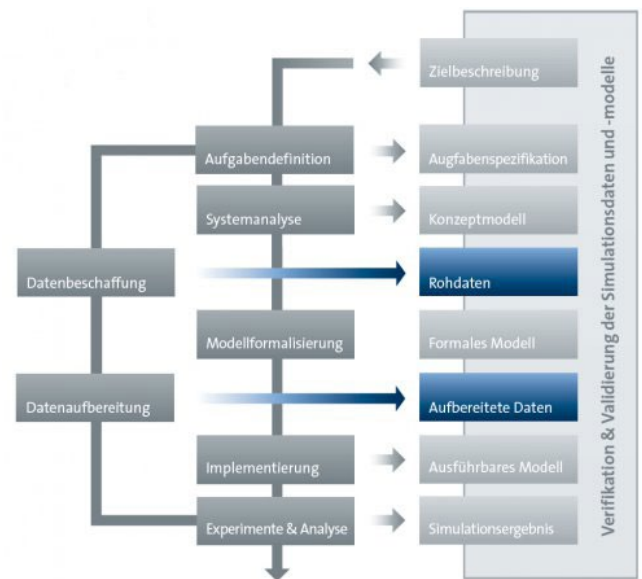 Zielbeschreibung
Aufgabendefinition
Augfabenspezifikation
Systemanalyse
Konzeptmodell
Datenbeschaffung
Rohdaten
Modellformalisierung
Formales Modell
Datenaufbereitung
Aufbereitete Daten
Implementierung
Ausführbares Modell
Experimente & Analyse
Simulationsergebnis
Verifikation & Validierung der Simulationsdaten und -modelle